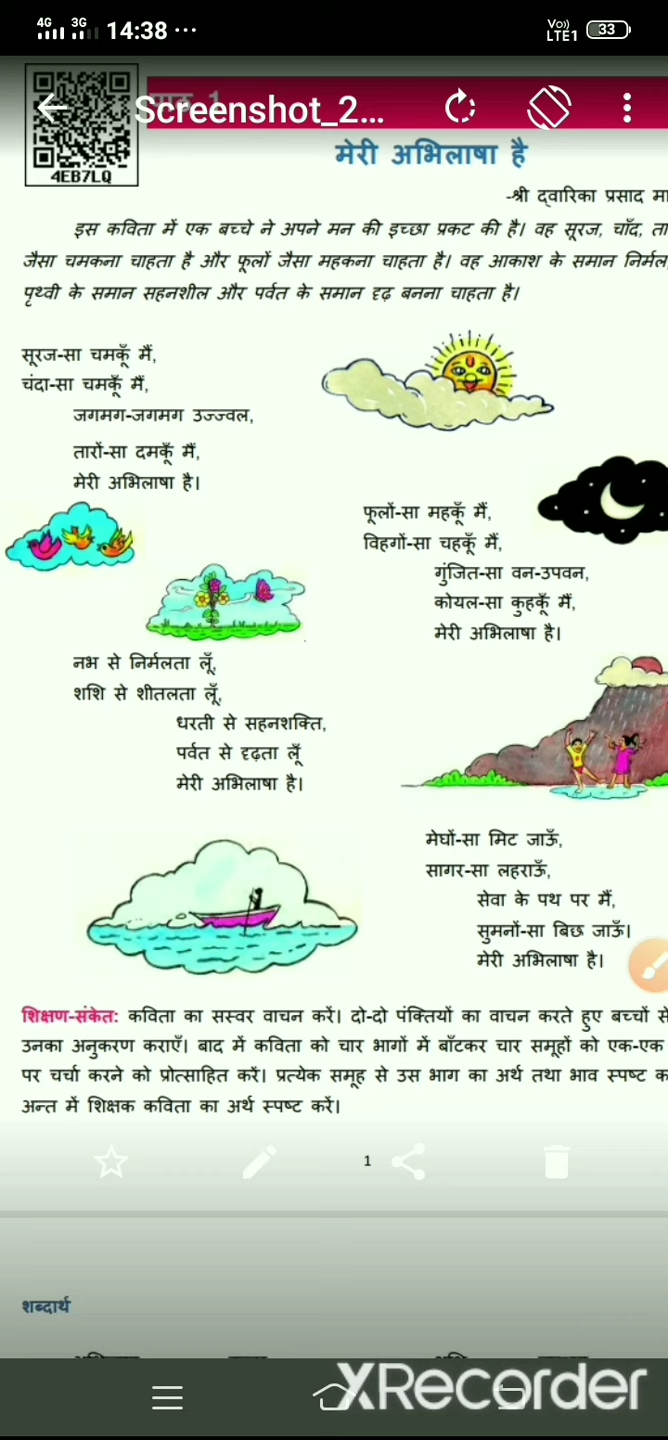 4G 3G 14:38 ... Vo)) LTE1 33
Screenshot_2...
4EB7LQ
मेरी अभिलाषा है
-श्री द्वारिका प्रसाद मा
इस कविता में एक बच्चे ने अपने मन की इच्छा प्रकट की है। वह सूरज, चाँद, ता
जैसा चमकना चाहता है और फूलों जैसा महकना चाहता है। वह आकाश के समान निर्मल
पृथ्वी के समान सहनशील और पर्वत के समान दृढ़ बनना चाहता है।
सूरज-सा चमकूँ मैं,
चंदा-सा चमकूँ मैं,
जगमग-जगमग उज्ज्वल,
तारों-सा दमकूँ मैं,
मेरी अभिलाषा है।
फूलों-सा महकूँ मैं,
विहगों-सा चहकूँ मैं,
गुंजित-सा वन-उपवन,
कोयल-सा कुहकूँ मैं,
मेरी अभिलाषा है।
नभ से निर्मलता लूँ,
शशि से शीतलता लूँ,
धरती से सहनशक्ति,
पर्वत से दृढ़ता लूँ
मेरी अभिलाषा है।
मेघों-सा मिट जाऊँ,
सागर-सा लहराऊँ,
सेवा के पथ पर मैं,
सुमनों-सा बिछ जाऊँ।
मेरी अभिलाषा है।
शिक्षण-संकेत: कविता का सस्वर वाचन करें। दो-दो पंक्तियों का वाचन करते हुए बच्चों से
उनका अनुकरण कराएँ। बाद में कविता को चार भागों में बाँटकर चार समूहों को एक-एक
पर चर्चा करने को प्रोत्साहित करें। प्रत्येक समूह से उस भाग का अर्थ तथा भाव स्पष्ट क
अन्त में शिक्षक कविता का अर्थ स्पष्ट करें।
1
शब्दार्थ
XRecorder